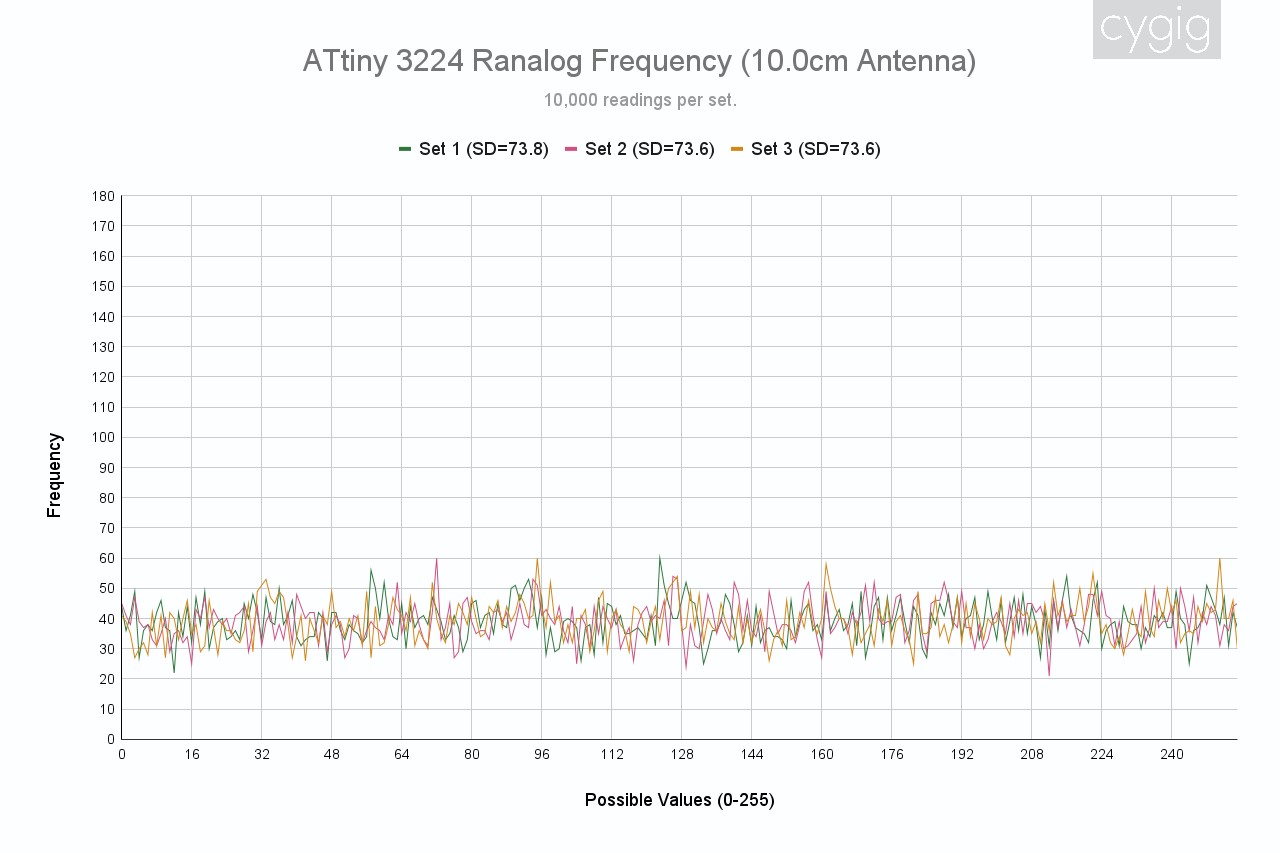 cygig
ATtiny 3224 Ranalog Frequency (10.0cm Antenna)
10,000 readings per set.
Set 1 (SD=73.8) Set 2 (SD=73.6) Set 3 (SD=73.6)
180
170
160
150
140
130
120
110
100
90
80
70
60
50
40
30
20
10
0
Frequency
0 16 32 48 64 80 96 112 128 144 160 176 192 208 224 240
Possible Values (0-255)